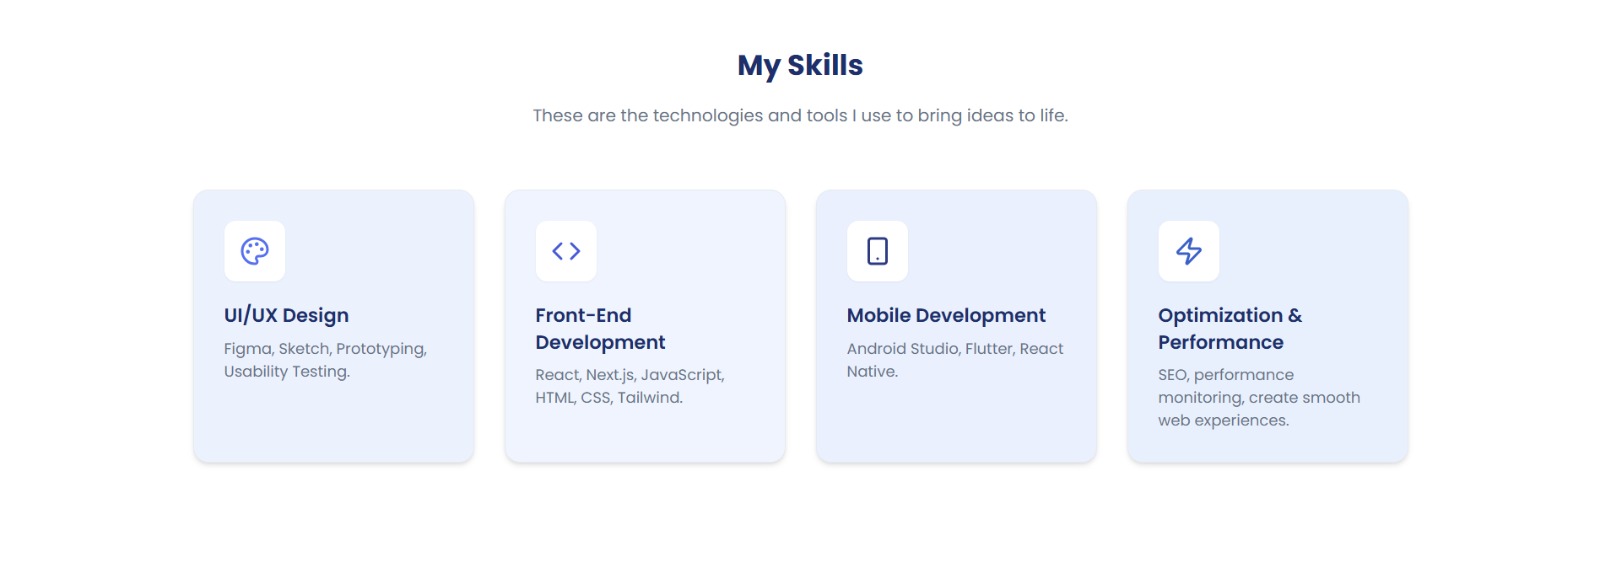 My Skills
These are the technologies and tools I use to bring ideas to life.
UI/UX Design
Figma, Sketch, Prototyping,
Usability Testing.
Front-End
Development
React, Next.js, JavaScript,
HTML, CSS, Tailwind.
Mobile Development
Android Studio, Flutter, React
Native.
Optimization &
Performance
SEO, performance
monitoring, create smooth
web experiences.